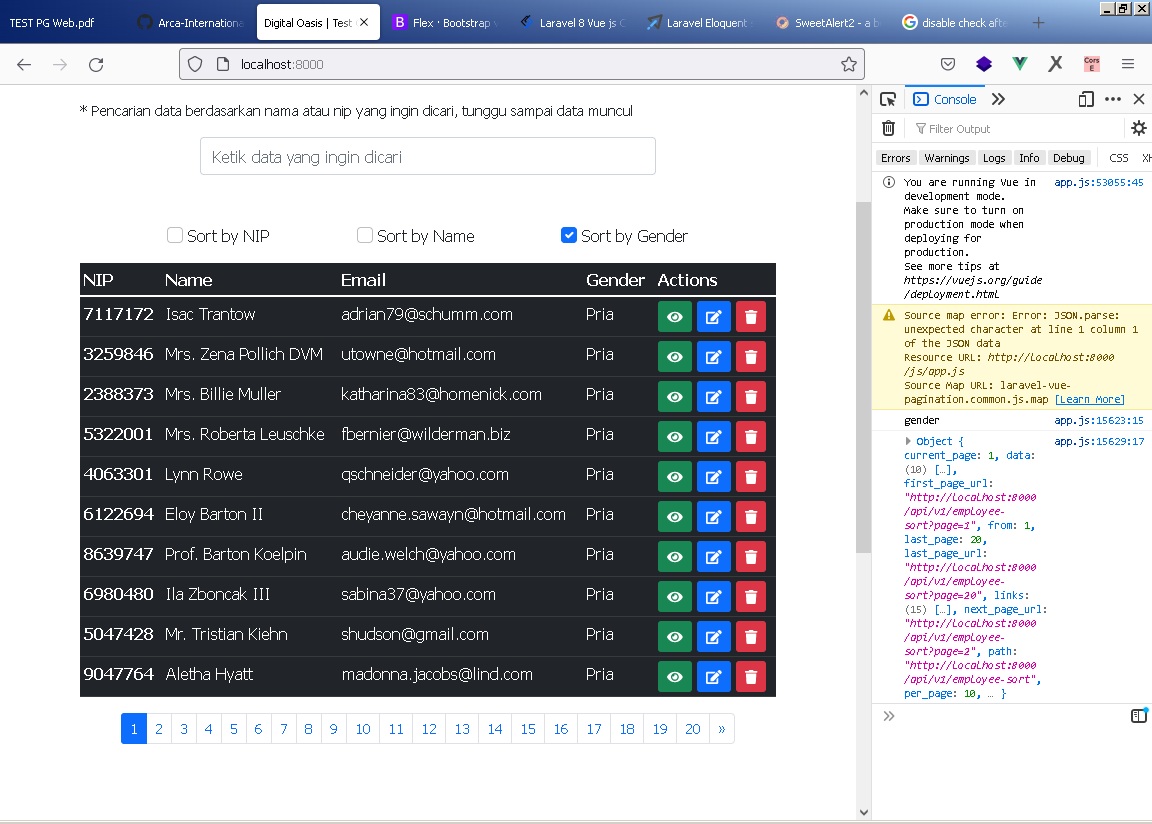 TEST PG Web.pdf
Arca-Internationa
Digital Oasis | Test
Flex · Bootstrap v
Laravel 8 Vue js C
Laravel Eloquent
SweetAlert2 - a b
disable check afte
localhost:8000
* Pencarian data berdasarkan nama atau nip yang ingin dicari, tunggu sampai data muncul
Ketik data yang ingin dicari
Sort by NIP Sort by Name Sort by Gender
NIP Name Email Gender Actions
7117172 Isac Trantow adrian79@schumm.com Pria
3259846 Mrs. Zena Pollich DVM utowne@hotmail.com Pria
2388373 Mrs. Billie Muller katharina83@homenick.com Pria
5322001 Mrs. Roberta Leuschke fbernier@wilderman.biz Pria
4063301 Lynn Rowe qschneider@yahoo.com Pria
6122694 Eloy Barton II cheyanne.sawayn@hotmail.com Pria
8639747 Prof. Barton Koelpin audie.welch@yahoo.com Pria
6980480 Ila Zboncak III sabina37@yahoo.com Pria
5047428 Mr. Tristian Kiehn shudson@gmail.com Pria
9047764 Aletha Hyatt madonna.jacobs@lind.com Pria
1 2 3 4 5 6 7 8 9 10 11 12 13 14 15 16 17 18 19 20 »
Cors E
Console
Filter Output
Errors Warnings Logs Info Debug CSS XH
You are running Vue in app.js:53055:45
development mode.
Make sure to turn on
production mode when
deploying for
production.
See more tips at
https://vuejs.org/guide
/deployment.html
Source map error: Error: JSON.parse:
unexpected character at line 1 column 1
of the JSON data
Resource URL: http://localhost:8000
/js/app.js
Source Map URL: laravel-vue-
pagination.common.js.map [Learn More]
gender app.js:15623:15
Object { app.js:15629:17
current_page: 1, data:
(10) […],
first_page_url:
"http://localhost:8000
/api/v1/employee-
sort?page=1", from: 1,
last_page: 20,
last_page_url:
"http://localhost:8000
/api/v1/employee-
sort?page=20", links:
(15) […], next_page_url:
"http://localhost:8000
/api/v1/employee-
sort?page=2", path:
"http://localhost:8000
/api/v1/employee-sort",
per_page: 10, … }